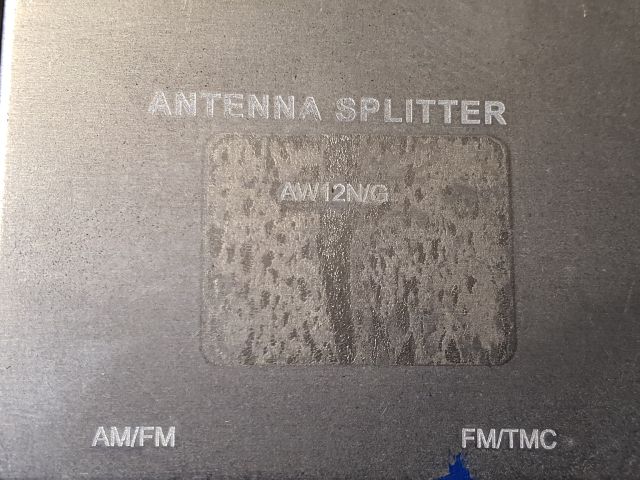 ANTENNA SPLITTER
AW12N/G
AM/FM FM/TMC